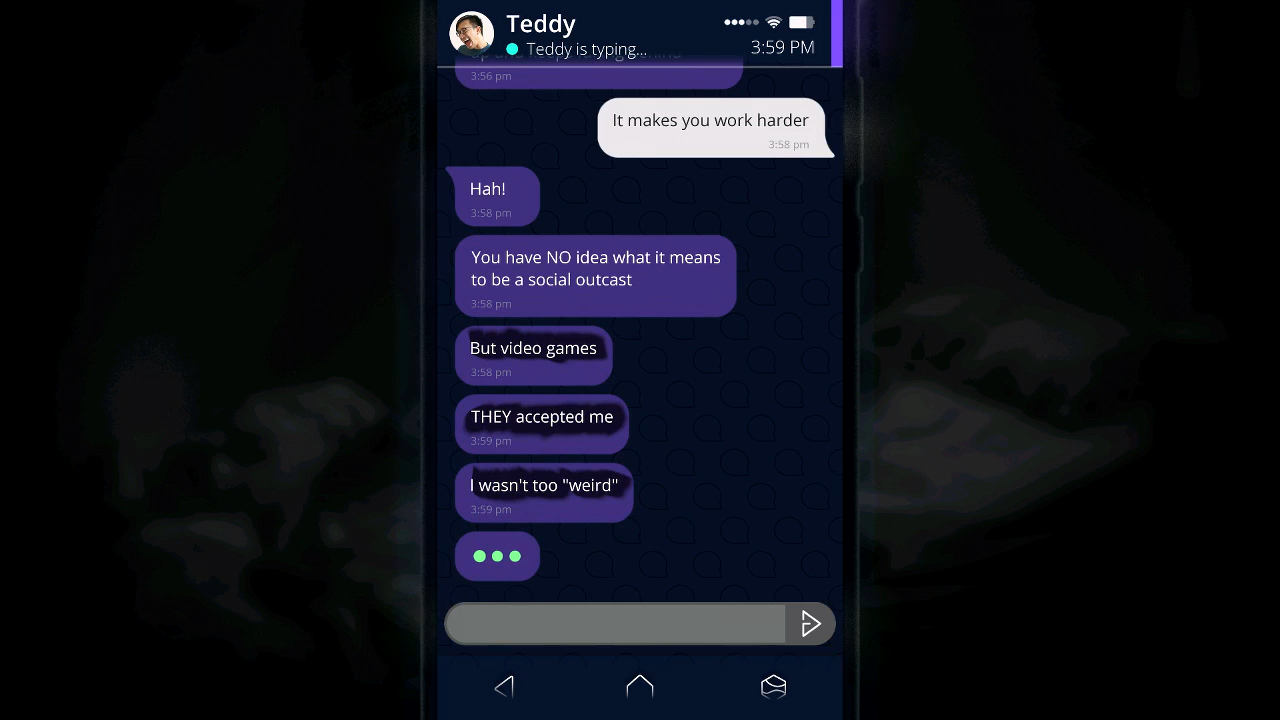 Teddy
Teddy is typing...
3:59 PM
3:56 pm
It makes you work harder
3:58 pm
Hah!
3:58 pm
You have NO idea what it means
to be a social outcast
3:58 pm
But video games
3:58 pm
THEY accepted me
3:59 pm
I wasn't too "weird"
3:59 pm